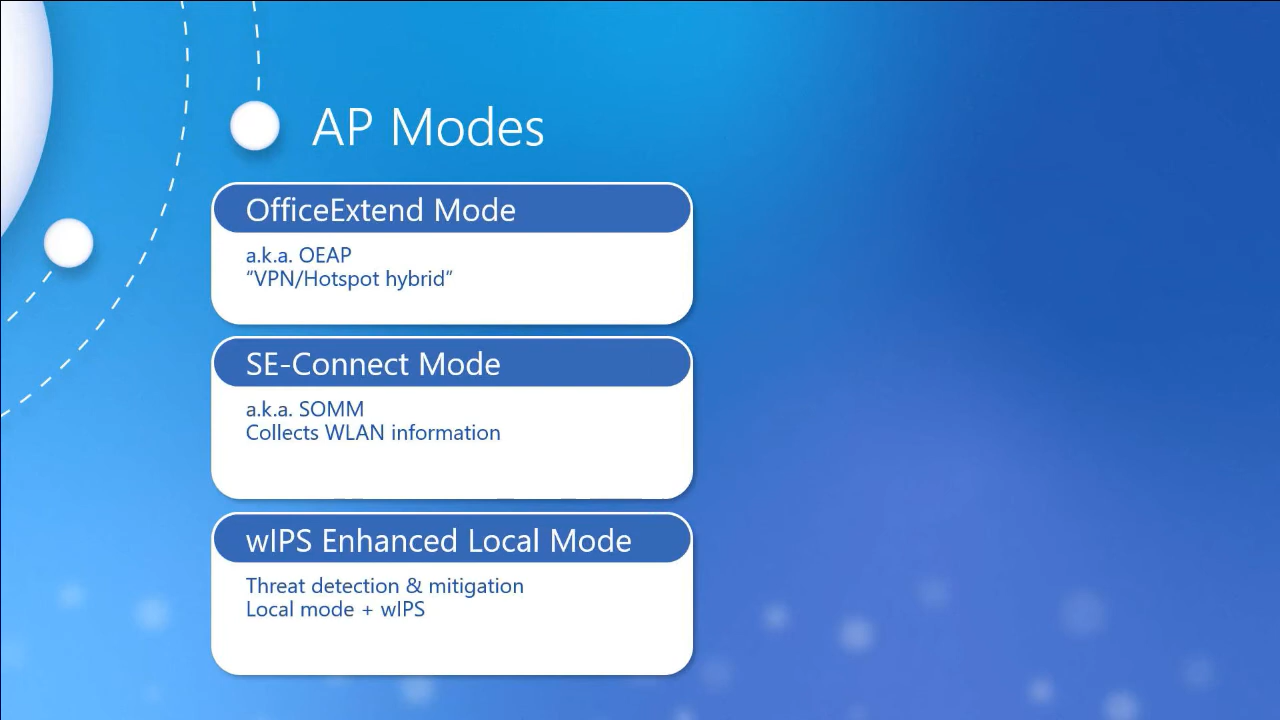 AP Modes
OfficeExtend Mode
a.k.a. OEAP
“VPN/Hotspot hybrid”
SE-Connect Mode
a.k.a. SOMM
Collects WLAN information
wIPS Enhanced Local Mode
Threat detection & mitigation
Local mode + wIPS